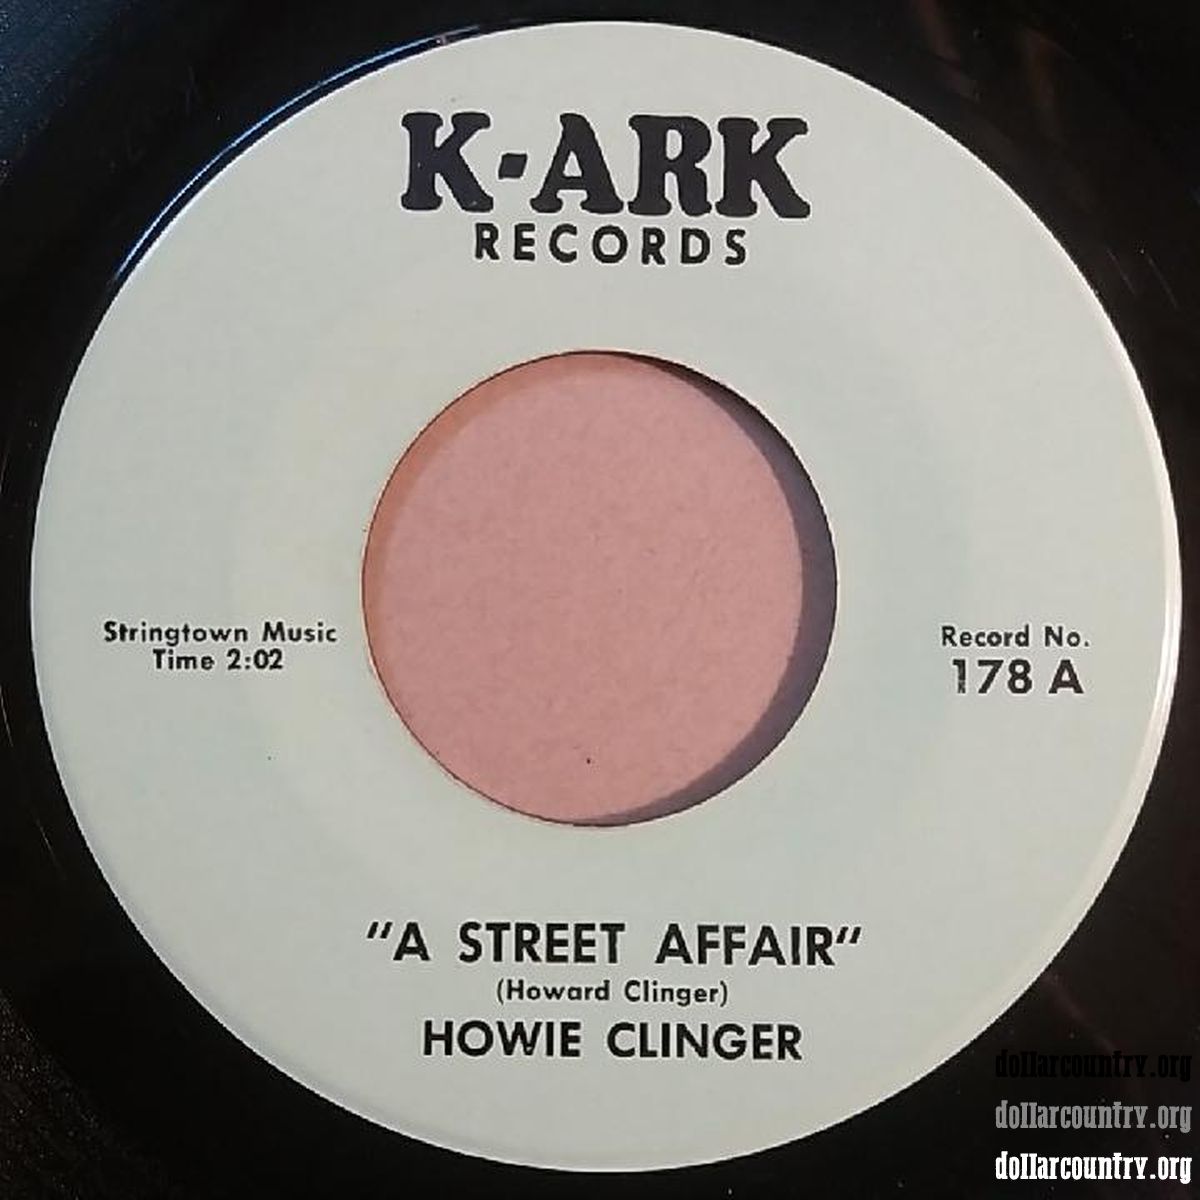 K-ARK
RECORDS
Stringtown Music
Time 2:02
Record No.
178 A
"A STREET AFFAIR"
(Howard Clinger)
HOWIE CLINGER
dollarcountry.org
dollarcountry.org
dollarcountry.org